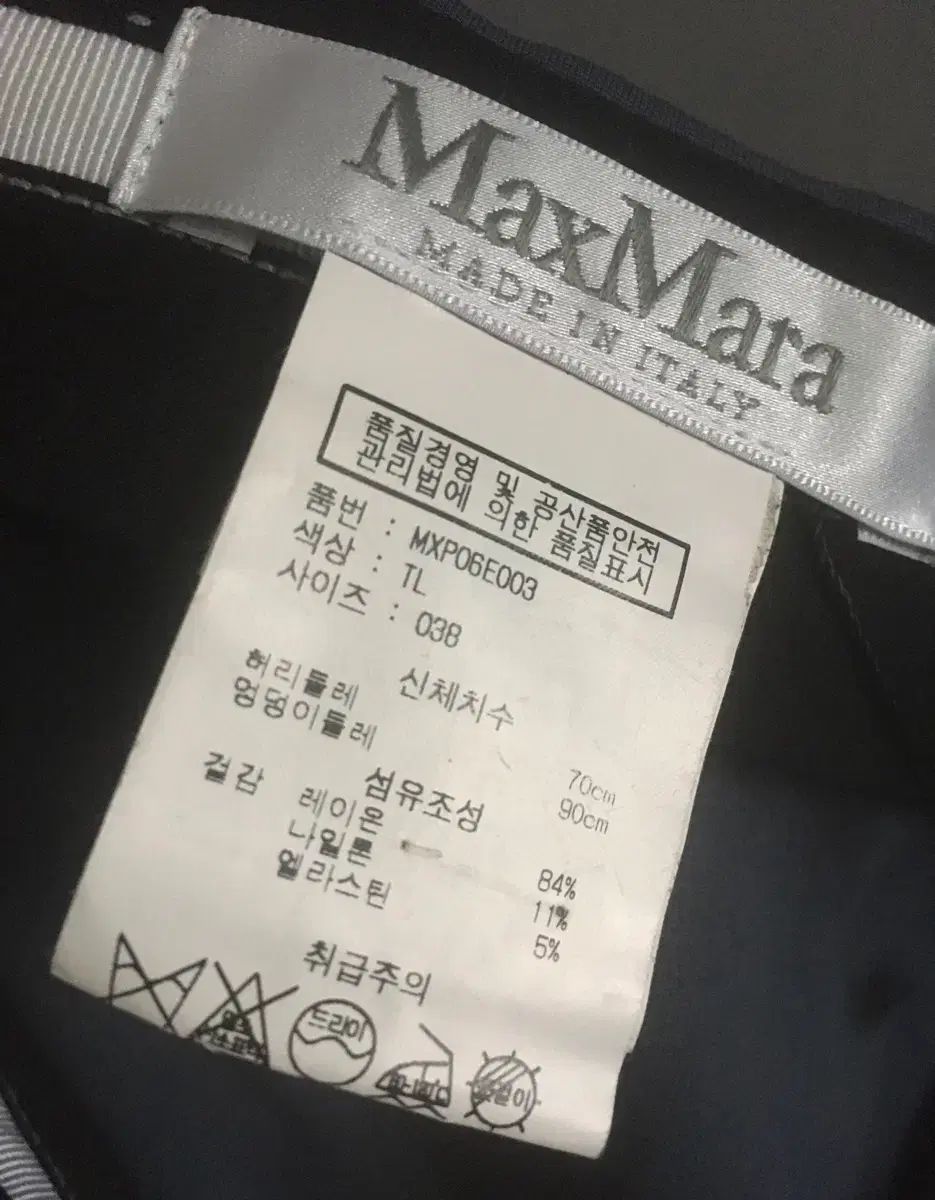 MaxMara
MADE IN ITALY
품질경영 및 공산품안전
관리법에 의한 품질표시
품번 : MXP06E003
색상 : TL
사이즈 : 038
신체치수
허리둘레 70cm
엉덩이둘레 90cm
섬유조성
겉감 레이온 84%
나일론 11%
엘라스틴 5%
취급주의
드라이